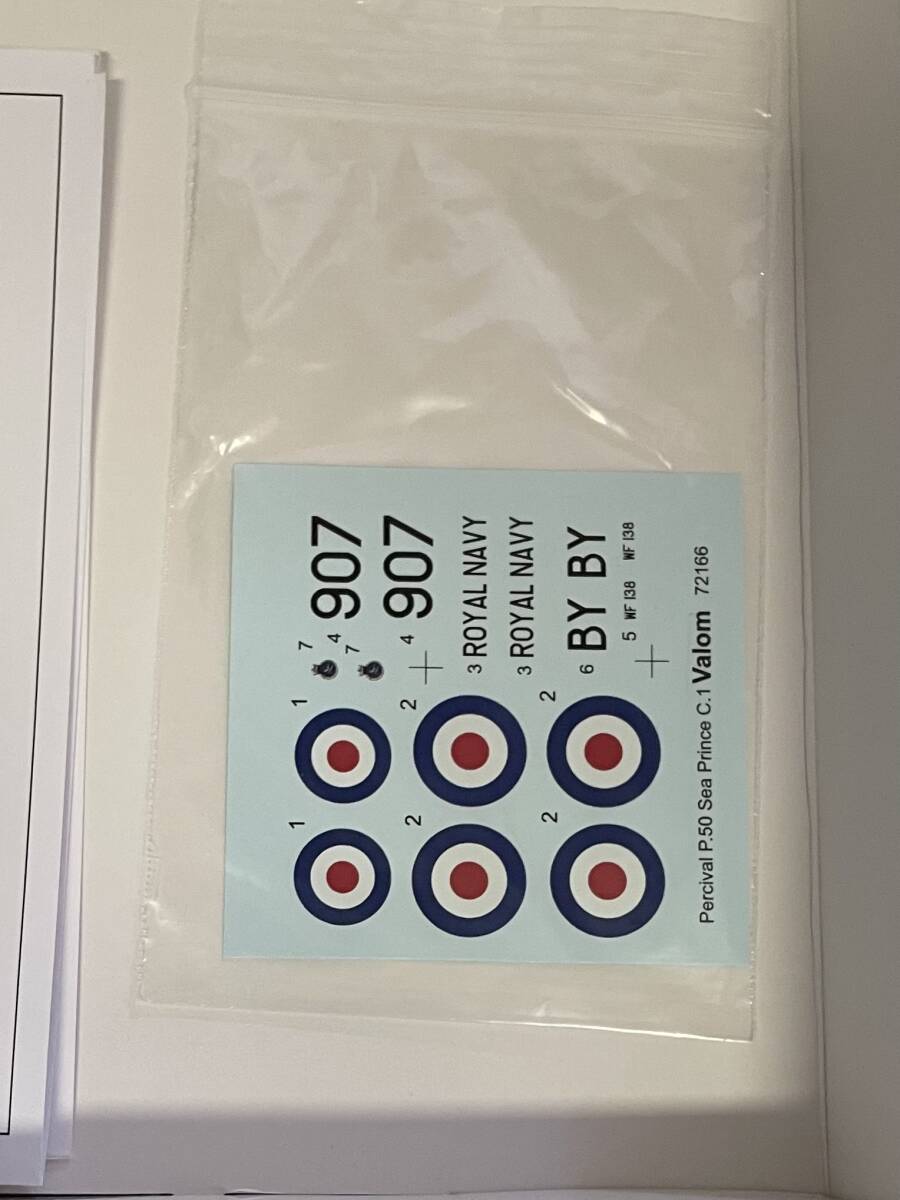 1 1 7
4 907
7
2 2 4 907
3 ROYAL NAVY
3 ROYAL NAVY
2 2 6 BY BY
5 WF 138 WF 138
Percival P.50 Sea Prince C.1 Valom 72166